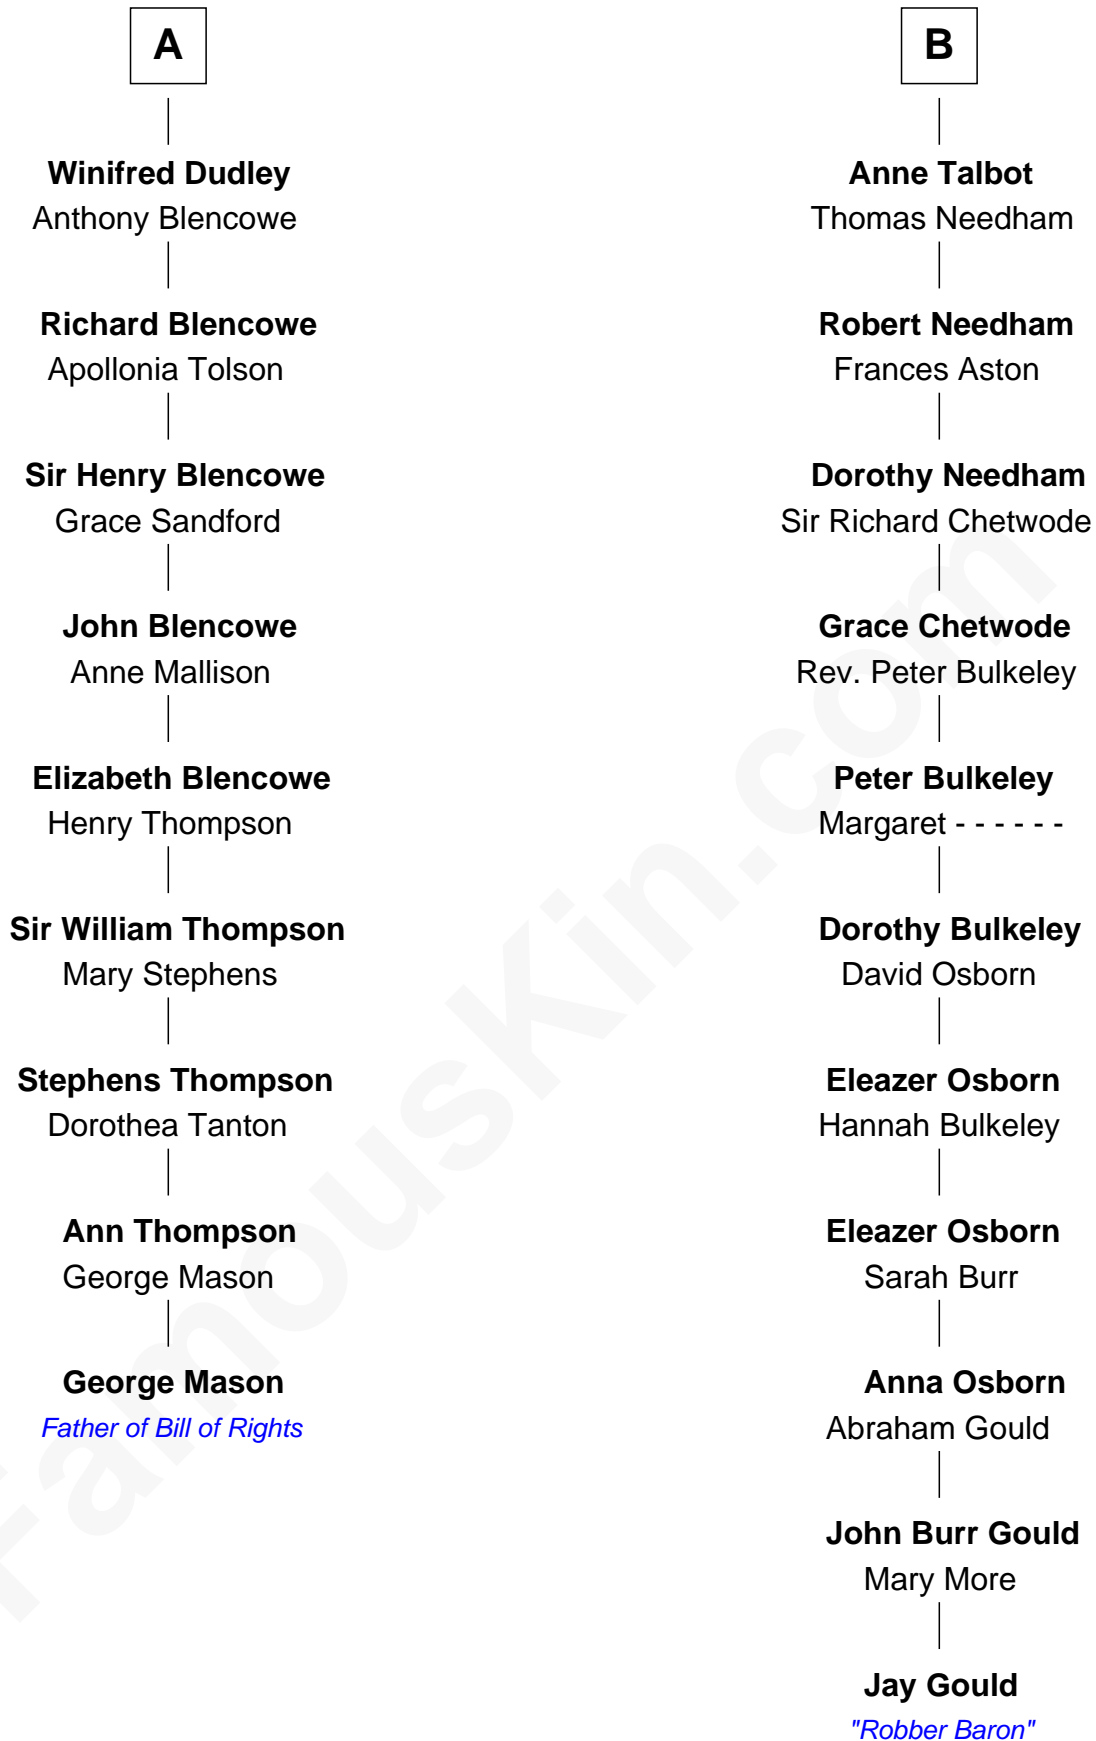 A
Winifred Dudley
Anthony Blencowe
Richard Blencowe
Apollonia Tolson
Sir Henry Blencowe
Grace Sandford
John Blencowe
Anne Mallison
Elizabeth Blencowe
Henry Thompson
Sir William Thompson
Mary Stephens
Stephens Thompson
Dorothea Tanton
Ann Thompson
George Mason
George Mason
Father of Bill of Rights
B
Anne Talbot
Thomas Needham
Robert Needham
Frances Aston
Dorothy Needham
Sir Richard Chetwode
Grace Chetwode
Rev. Peter Bulkeley
Peter Bulkeley
Margaret - - - - - -
Dorothy Bulkeley
David Osborn
Eleazer Osborn
Hannah Bulkeley
Eleazer Osborn
Sarah Burr
Anna Osborn
Abraham Gould
John Burr Gould
Mary More
Jay Gould
"Robber Baron"
FamousKin.com